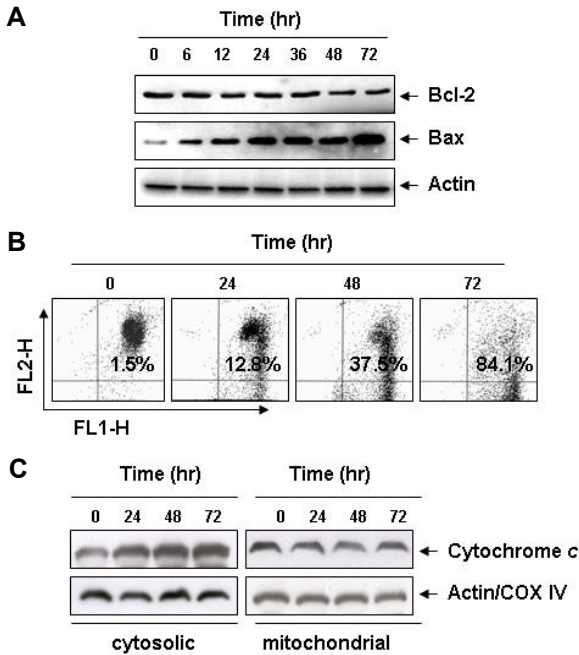 A
Time (hr)
0 6 12 24 36 48 72
Bcl-2
Bax
Actin
B
Time (hr)
0 24 48 72
FL2-H
1.5% 12.8% 37.5% 84.1%
FL1-H
C
Time (hr) Time (hr)
0 24 48 72 0 24 48 72
Cytochrome c
Actin/COX IV
cytosolic mitochondrial